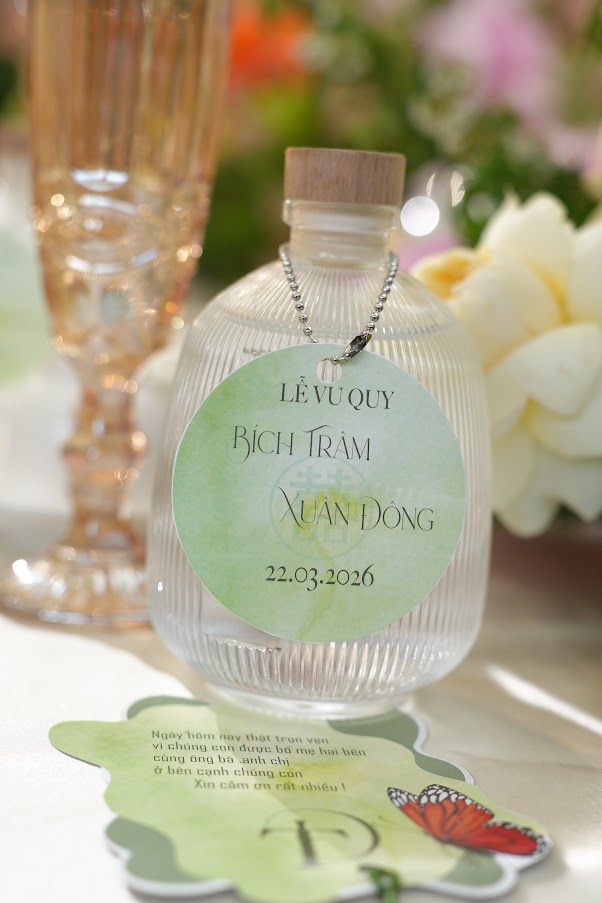 LỄ VU QUY
BÍCH TRÂM
囍
XUÂN ĐÔNG
22.03.2026
Ngày hôm nay thật trọn vẹn
vì chúng con được bố mẹ hai bên
cùng ông bà .anh chị
ở bên cạnh chúng con
Xin cảm ơn rất nhiều !